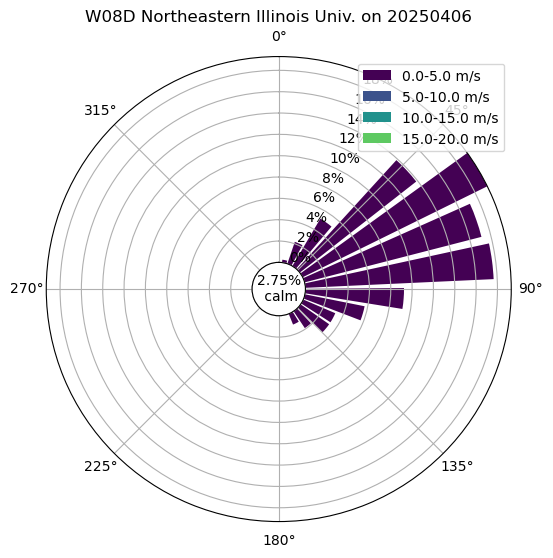 W08D Northeastern Illinois Univ. on 20250406
0°
0.0-5.0 m/s
5.0-10.0 m/s
10.0-15.0 m/s
15.0-20.0 m/s
45°
315°
14%
12%
10%
8%
6%
4%
2%
2.75%
calm
270°
90°
225°
135°
180°